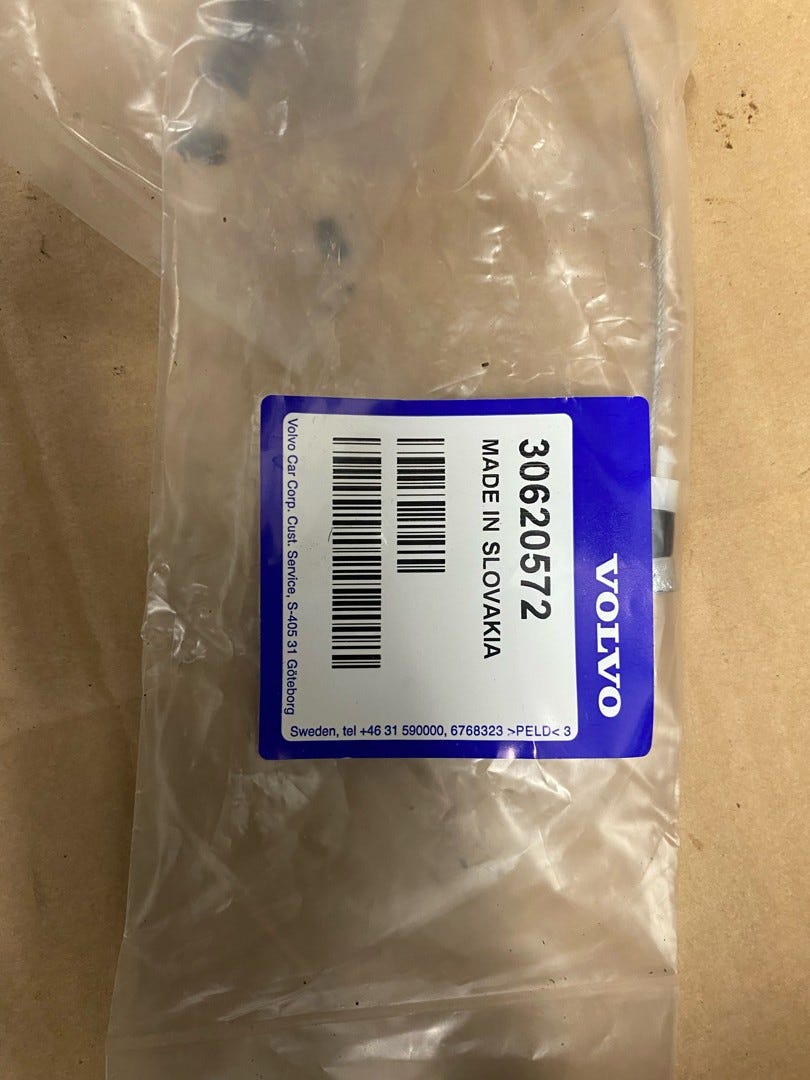 VOLVO
30620572
MADE IN SLOVAKIA
Volvo Car Corp. Cust. Service, S-405 31 Göteborg
Sweden, tel +46 31 590000, 6768323 >PELD< 3